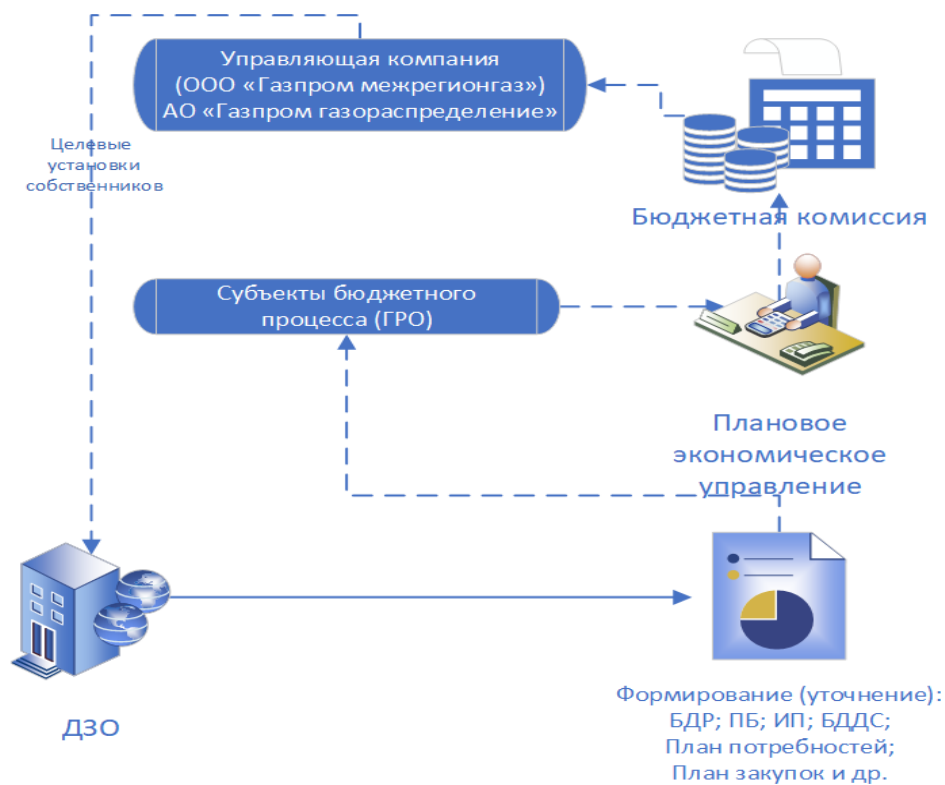 Управляющая компания
(ООО «Газпром межрегионгаз»)
АО «Газпром газораспределение»
Целевые
установки
собственников
Бюджетная комиссия
Субъекты бюджетного
процесса (ГРО)
Плановое
экономическое
управление
ДЗО
Формирование (уточнение):
БДР; ПБ; ИП; БДДС;
План потребностей;
План закупок и др.